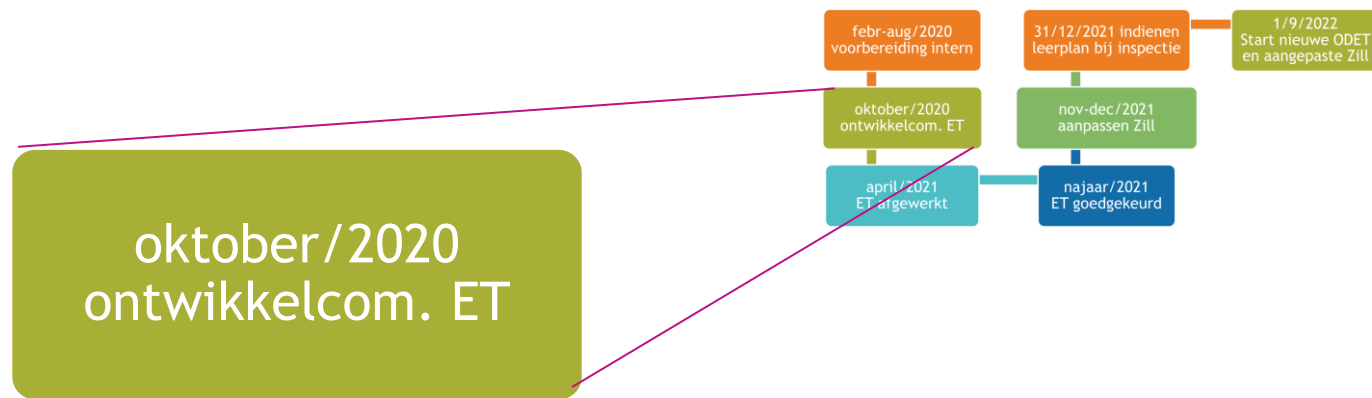 febr-aug/2020
voorbereiding intern
oktober/2020
ontwikkelcom. ET
april/2021
ET afgewerkt
najaar/2021
ET goedgekeurd
nov-dec/2021
aanpassen Zill
31/12/2021 indienen
leerplan bij inspectie
1/9/2022
Start nieuwe ODET
en aangepaste Zill
oktober/2020
ontwikkelcom. ET